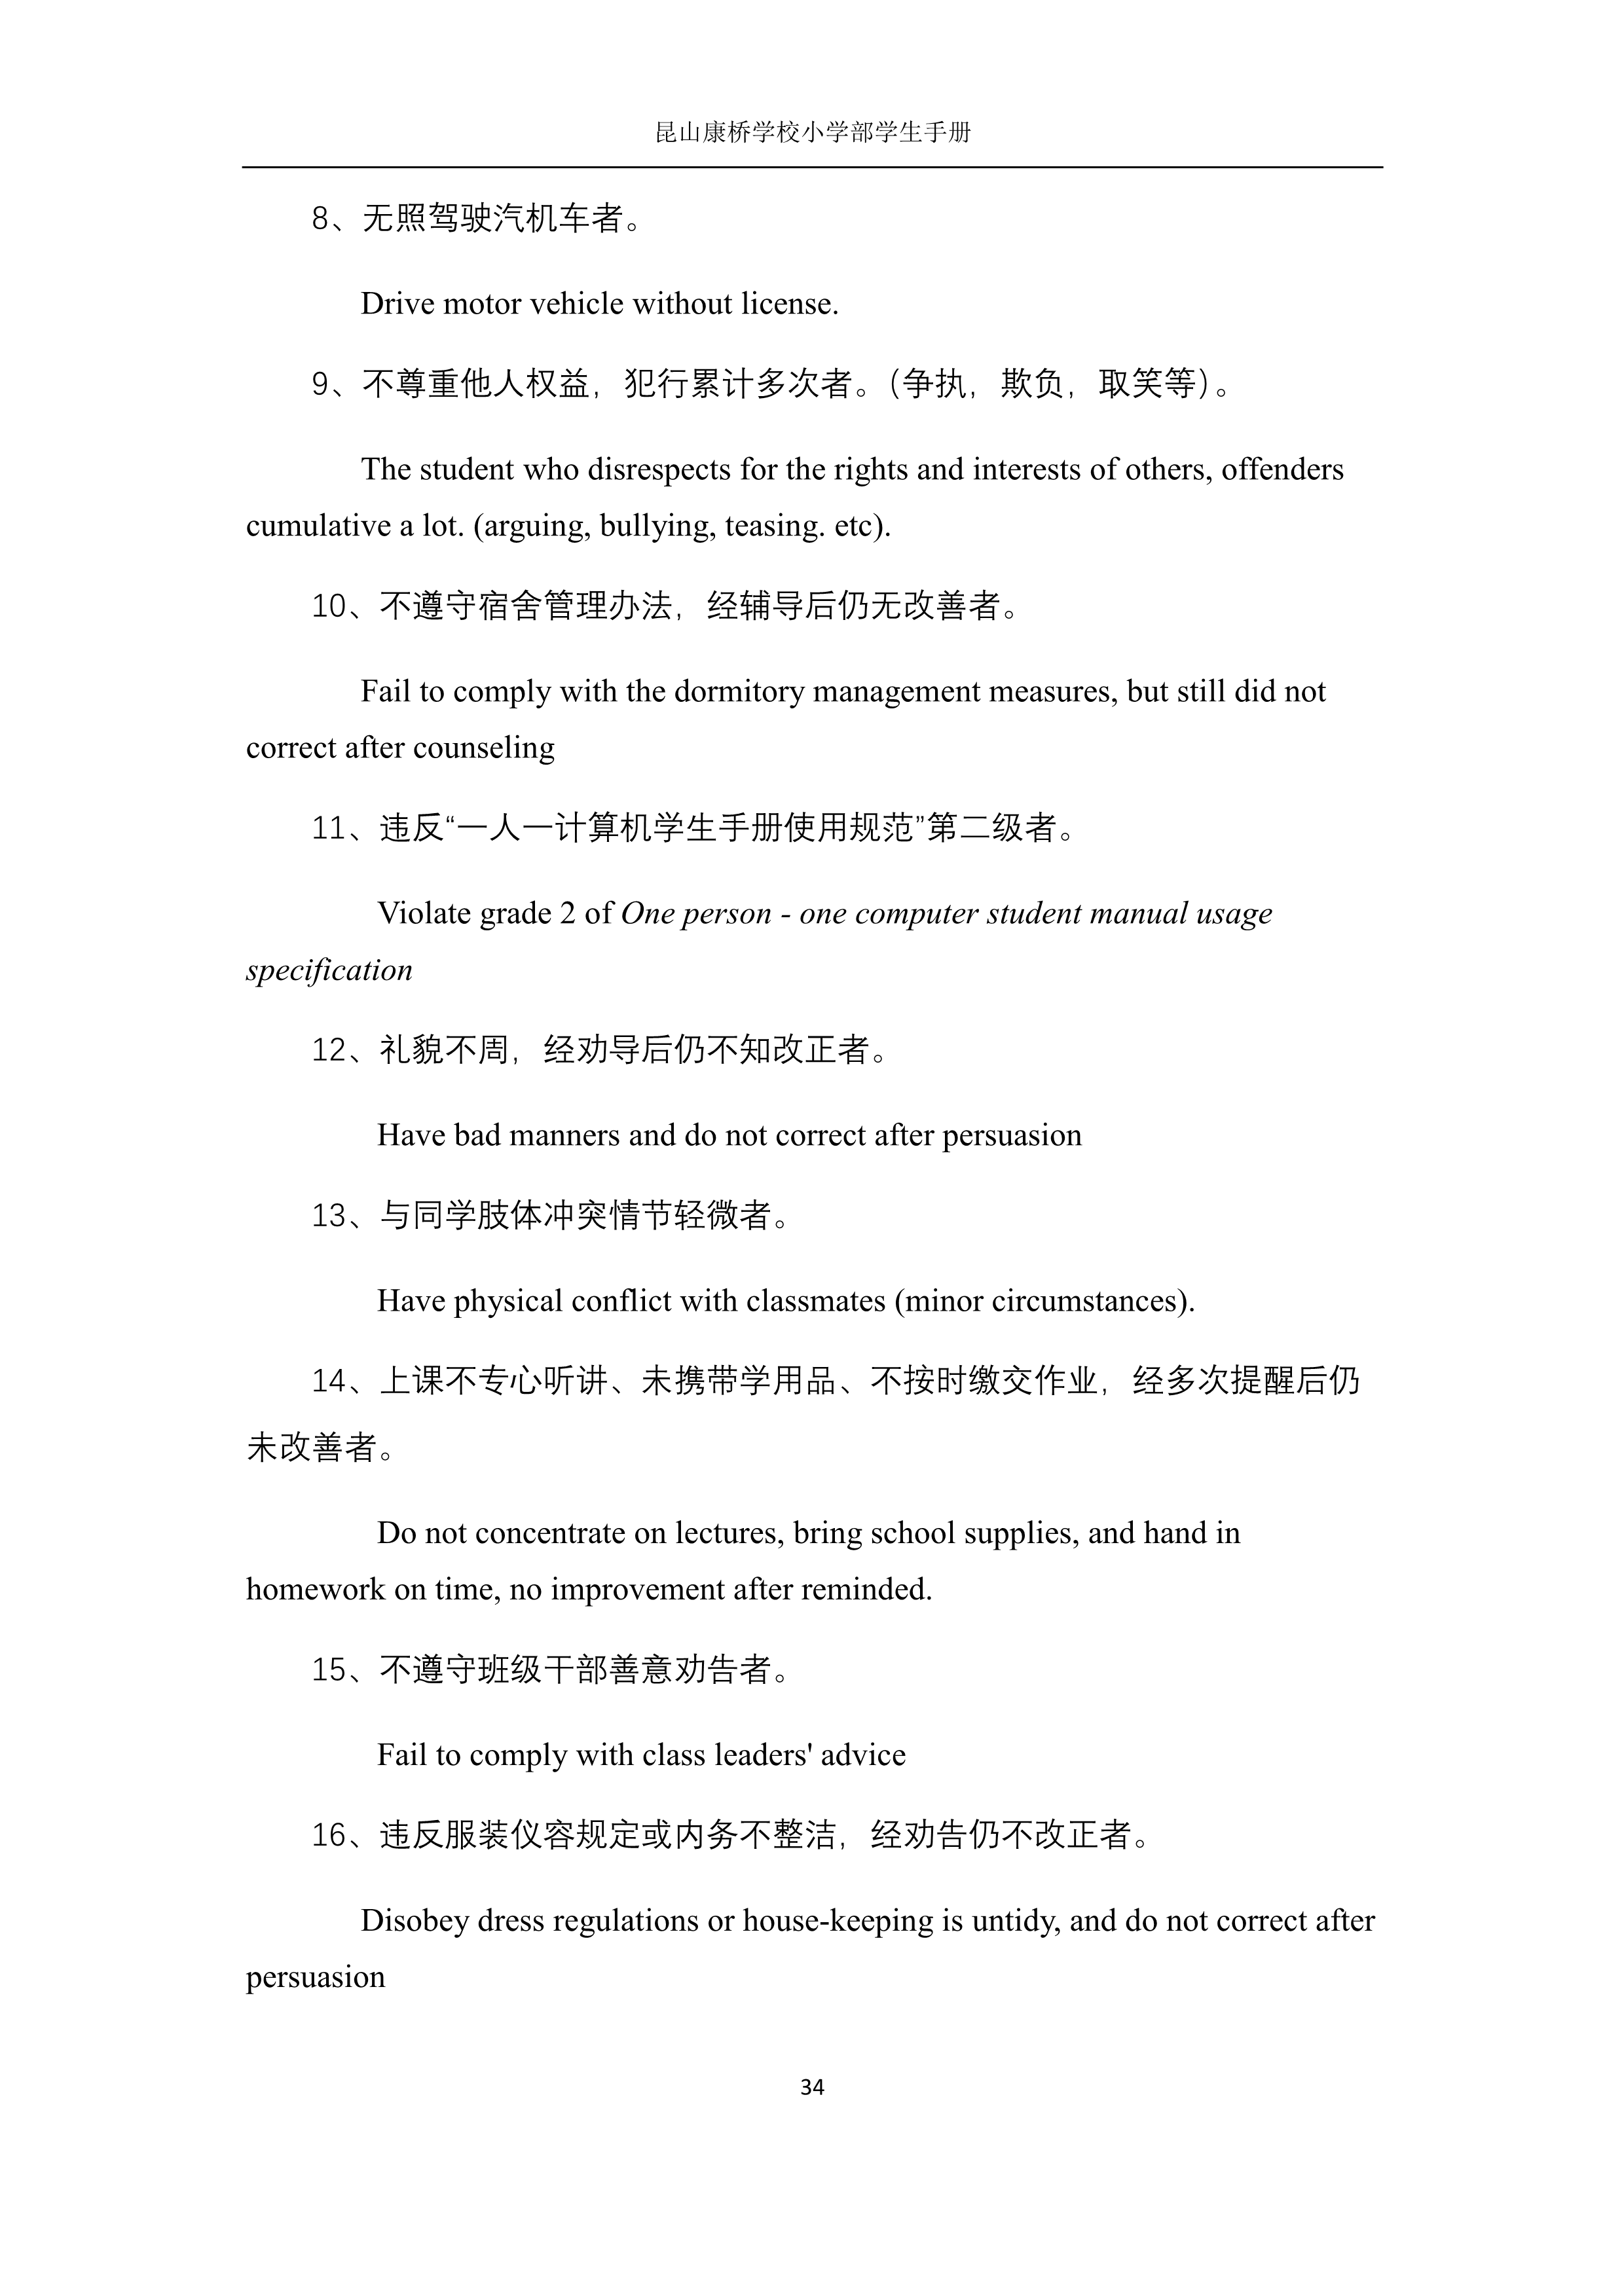 昆山康桥学校小学部学生手册
8、无照驾驶汽机车者。
Drive motor vehicle without license.
9、不尊重他人权益，犯行累计多次者。（争执，欺负，取笑等）。
The student who disrespects for the rights and interests of others, offenders
cumulative a lot. (arguing, bullying, teasing. etc).
10、不遵守宿舍管理办法，经辅导后仍无改善者。
Fail to comply with the dormitory management measures, but still did not
correct after counseling
11、违反“一人一计算机学生手册使用规范”第二级者。
Violate grade 2 of One person - one computer student manual usage
specification
12、礼貌不周，经劝导后仍不知改正者。
Have bad manners and do not correct after persuasion
13、与同学肢体冲突情节轻微者。
Have physical conflict with classmates (minor circumstances).
14、上课不专心听讲、未携带学用品、不按时缴交作业，经多次提醒后仍
未改善者。
Do not concentrate on lectures, bring school supplies, and hand in
homework on time, no improvement after reminded.
15、不遵守班级干部善意劝告者。
Fail to comply with class leaders' advice
16、违反服装仪容规定或内务不整洁，经劝告仍不改正者。
Disobey dress regulations or house-keeping is untidy, and do not correct after
persuasion
34